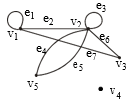 e₁ e₃
e₂
v₁ v₂ e₆
e₄ e₇ v₃
e₅
v₅
v₄